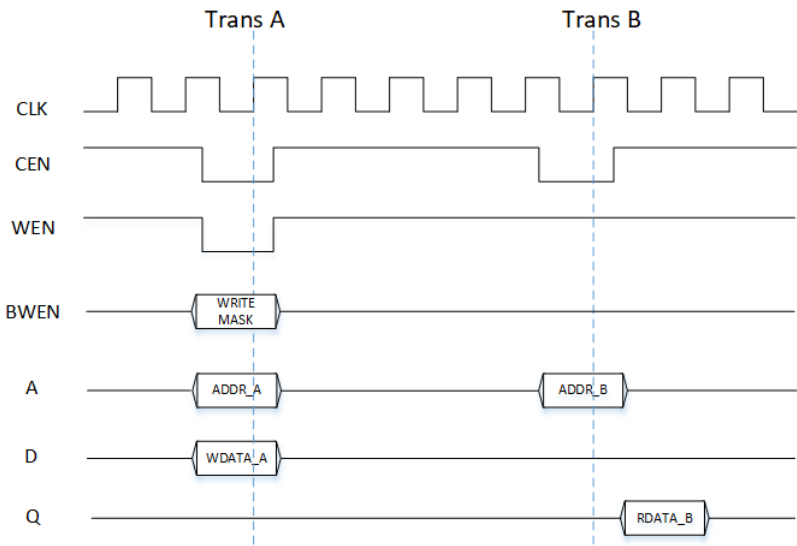 Trans A
Trans B
CLK
CEN
WEN
BWEN
WRITE
MASK
A
ADDR_A
ADDR_B
D
WDATA_A
Q
RDATA_B